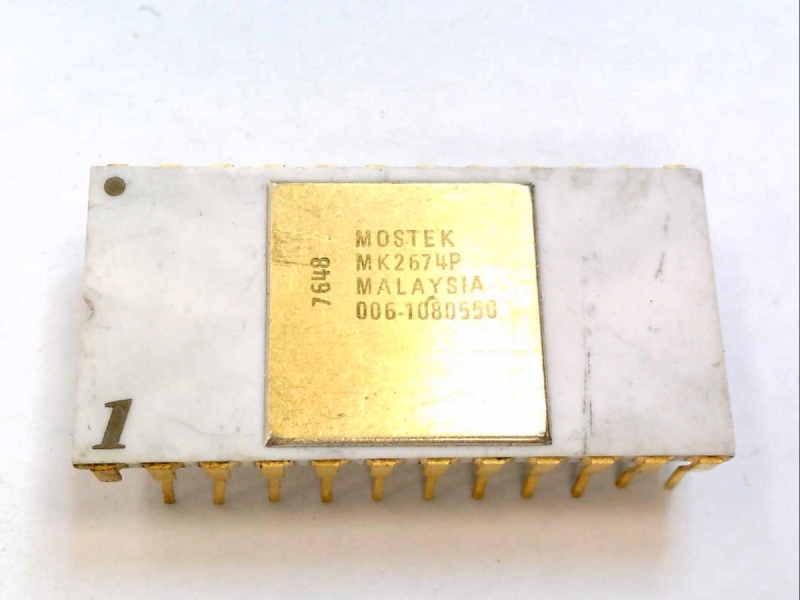 7648
MOSTEK
MK2674P
MALAYSIA
006-1080550
1